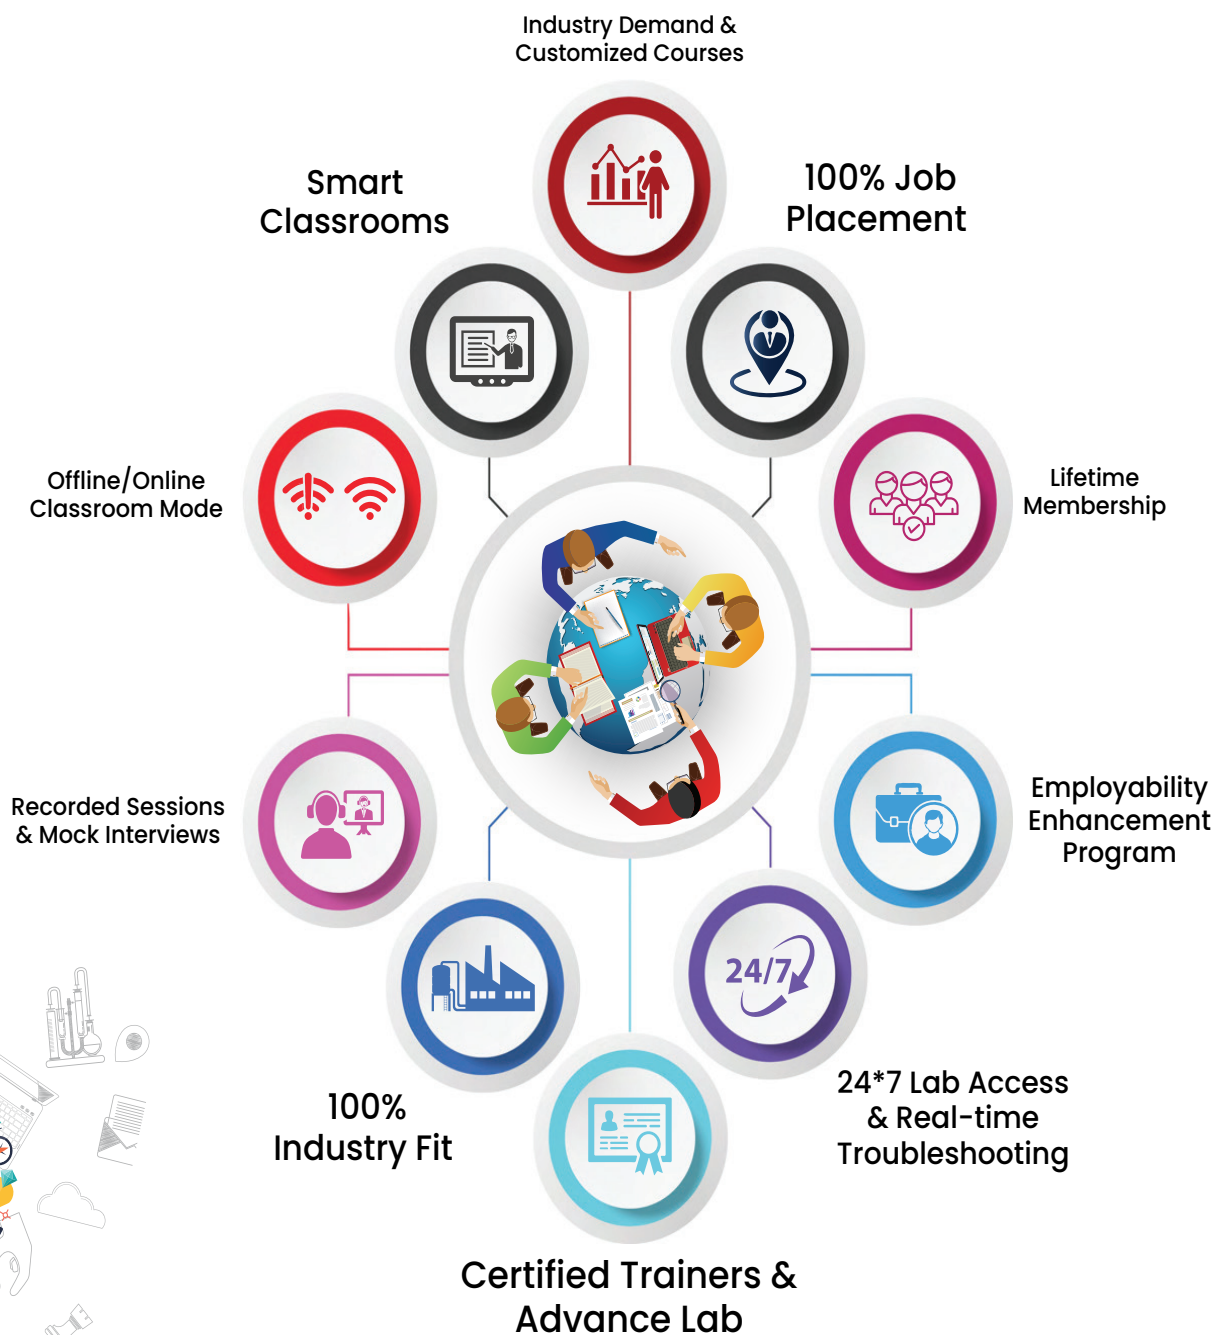 Industry Demand &
Customized Courses
Smart
Classrooms
100% Job
Placement
Offline/Online
Classroom Mode
Lifetime
Membership
Recorded Sessions
& Mock Interviews
Employability
Enhancement
Program
24/7
100%
Industry Fit
24*7 Lab Access
& Real-time
Troubleshooting
Certified Trainers &
Advance Lab